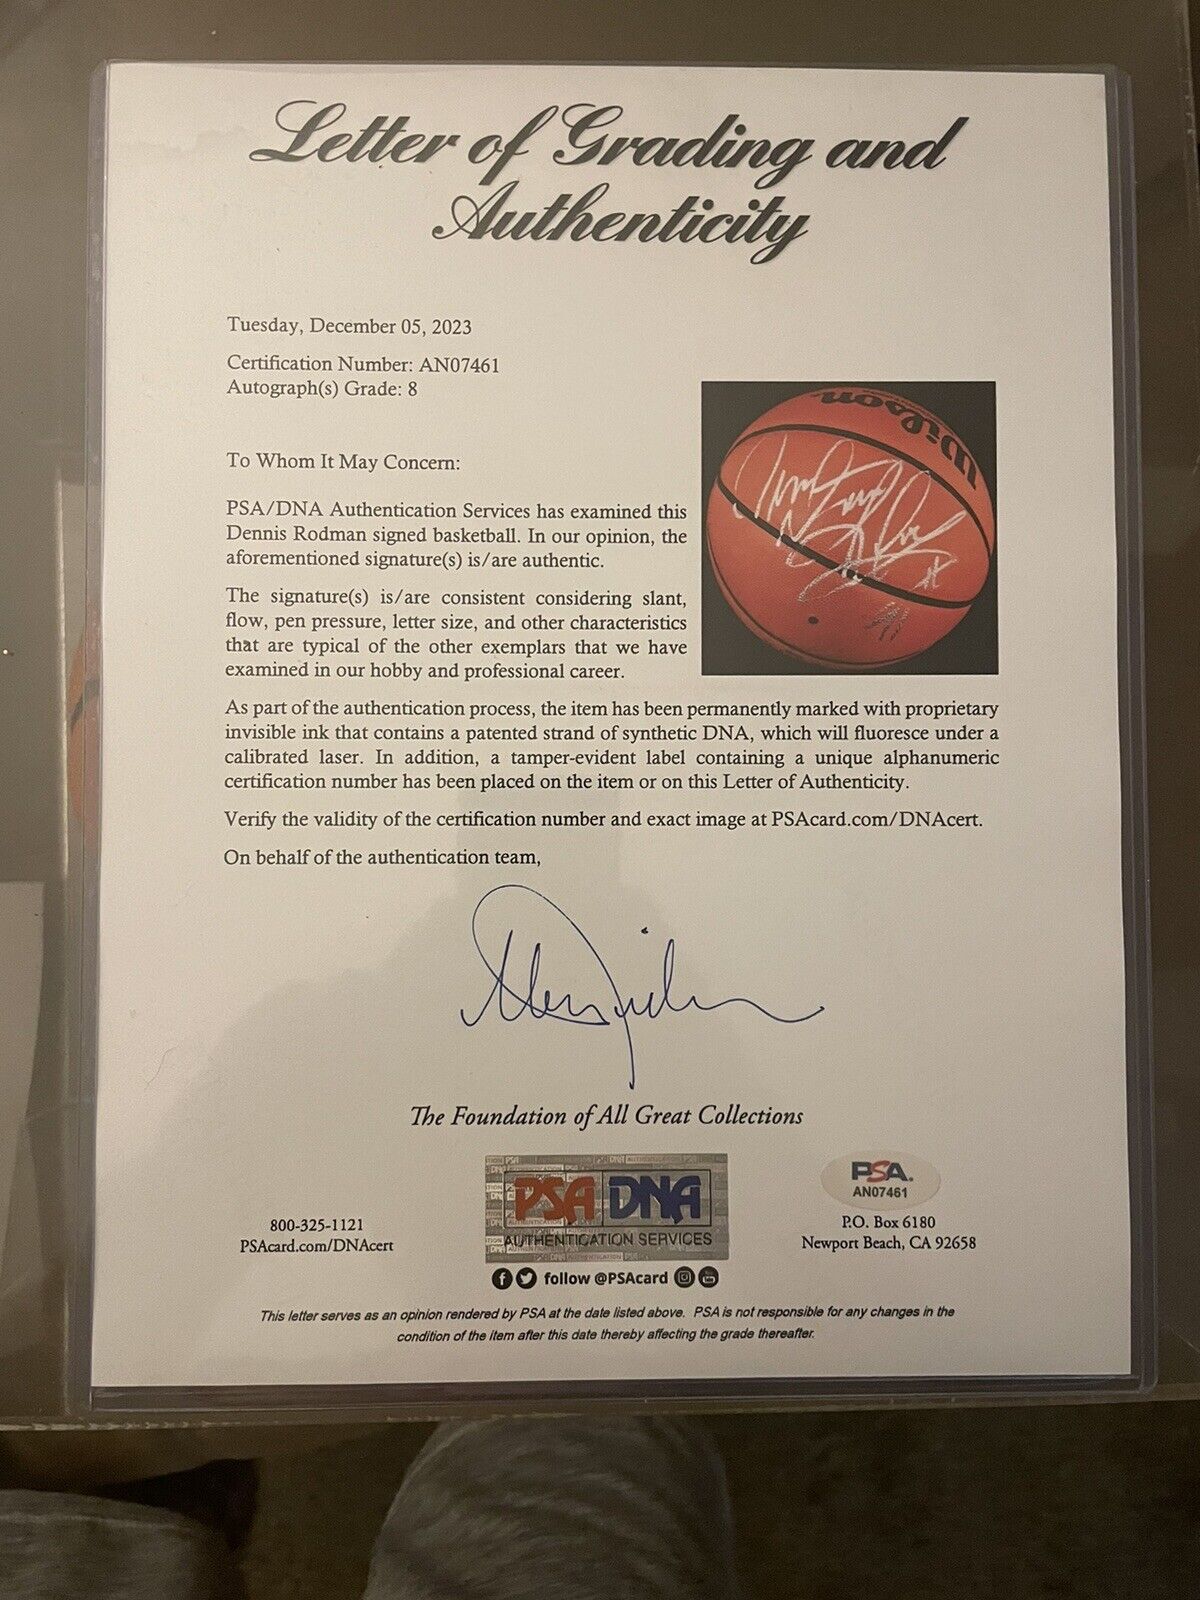 Letter of Grading and
Authenticity
Tuesday, December 05, 2023
Certification Number: AN07461
Autograph(s) Grade: 8
To Whom It May Concern:
PSA/DNA Authentication Services has examined this
Dennis Rodman signed basketball. In our opinion, the
aforementioned signature(s) is/are authentic.
The signature(s) is/are consistent considering slant,
flow, pen pressure, letter size, and other characteristics
that are typical of the other exemplars that we have
examined in our hobby and professional career.
Wilson
As part of the authentication process, the item has been permanently marked with proprietary
invisible ink that contains a patented strand of synthetic DNA, which will fluoresce under a
calibrated laser. In addition, a tamper-evident label containing a unique alphanumeric
certification number has been placed on the item or on this Letter of Authenticity.
Verify the validity of the certification number and exact image at PSAcard.com/DNAcert.
On behalf of the authentication team,
The Foundation of All Great Collections
800-325-1121
PSAcard.com/DNAcert
PSA DNA
AUTHENTICATION SERVICES
follow @PSAcard
PSA.
AN07461
P.O. Box 6180
Newport Beach, CA 92658
This letter serves as an opinion rendered by PSA at the date listed above. PSA is not responsible for any changes in the
condition of the item after this date thereby affecting the grade thereafter.